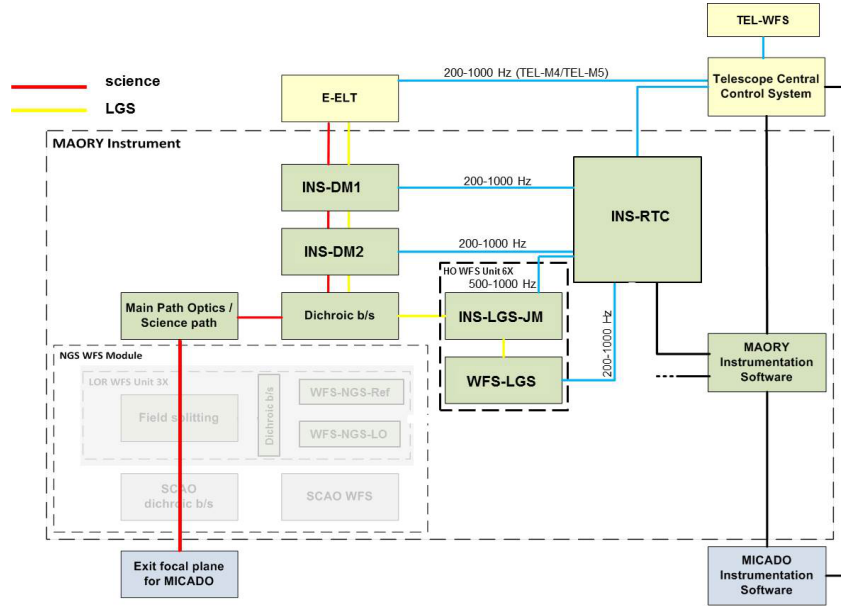 TEL-WFS
science
LGS
200-1000 Hz (TEL-M4/TEL-M5)
E-ELT
Telescope Central
Control System
MAORY Instrument
INS-DM1
200-1000 Hz
INS-RTC
INS-DM2
200-1000 Hz
HO WFS Unit 6X
500-1000 Hz
Main Path Optics /
Science path
Dichroic b/s
INS-LGS-JM
WFS-LGS
200-1000 Hz
MAORY
Instrumentation
Software
NGS WFS Module
LOR WFS Unit 3X
Field splitting
Dichroic b/s
WFS-NGS-Ref
WFS-NGS-LO
SCAO
dichroic b/s
SCAO WFS
Exit focal plane
for MICADO
MICADO
Instrumentation
Software